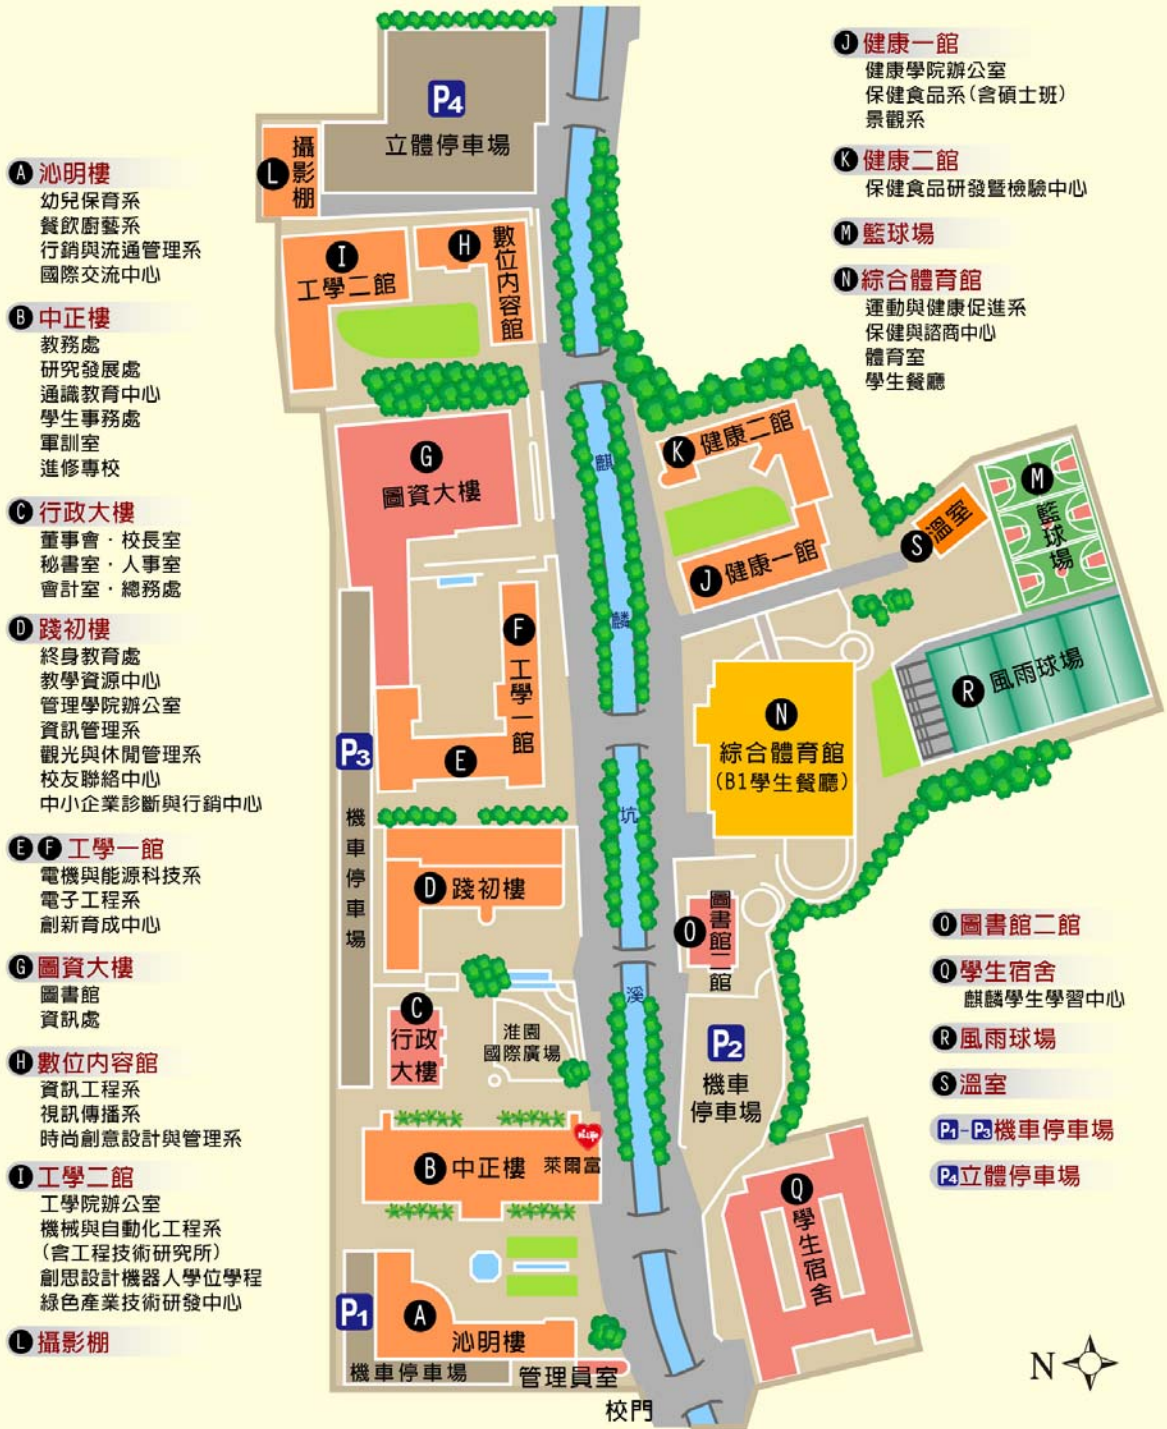 A 沁明樓
幼兒保育系
餐飲廚藝系
行銷與流通管理系
國際交流中心
B 中正樓
教務處
研究發展處
通識教育中心
學生事務處
軍訓室
進修專校
C 行政大樓
董事會・校長室
秘書室・人事室
會計室・總務處
D 踐初樓
終身教育處
教學資源中心
管理學院辦公室
資訊管理系
觀光與休閒管理系
校友聯絡中心
中小企業診斷與行銷中心
E F 工學一館
電機與能源科技系
電子工程系
創新育成中心
G 圖資大樓
圖書館
資訊處
H 數位內容館
資訊工程系
視訊傳播系
時尚創意設計與管理系
I 工學二館
工學院辦公室
機械與自動化工程系
(含工程技術研究所)
創思設計機器人學位學程
綠色產業技術研發中心
L 攝影棚
P4
立體停車場
L 攝影棚
I
工學二館
H 數位內容館
G
圖資大樓
F 工學一館
E
P3
機車停車場
D 踐初樓
C
行政
大樓
淮園
國際廣場
B 中正樓
Hi-Life
萊爾富
P1
A
沁明樓
機車停車場
管理員室
校門
麒麟坑溪
K 健康二館
J 健康一館
S 溫室
M 籃球場
R 風雨球場
N
綜合體育館
(B1學生餐廳)
O 圖書館二館
P2
機車
停車場
Q 學生宿舍
J 健康一館
健康學院辦公室
保健食品系(含碩士班)
景觀系
K 健康二館
保健食品研發暨檢驗中心
M 籃球場
N 綜合體育館
運動與健康促進系
保健與諮商中心
體育室
學生餐廳
O 圖書館二館
Q 學生宿舍
麒麟學生學習中心
R 風雨球場
S 溫室
P1-P3 機車停車場
P4 立體停車場
N